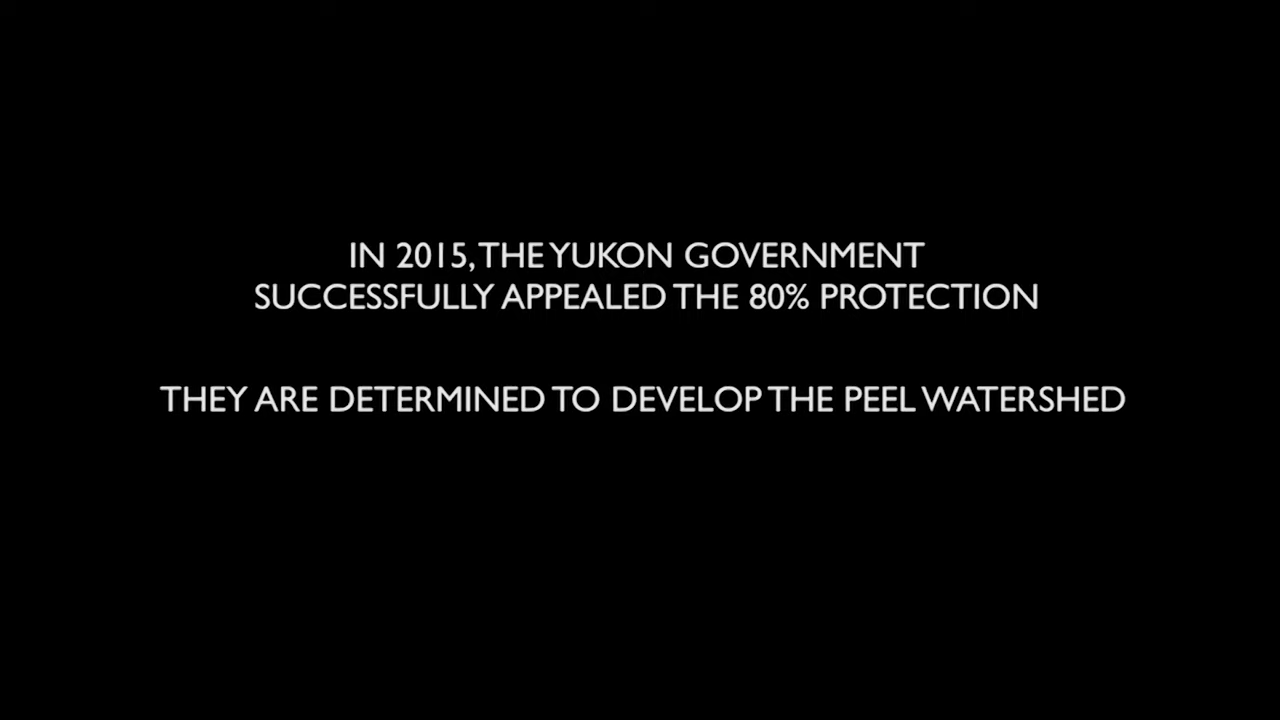 IN 2015, THE YUKON GOVERNMENT
SUCCESSFULLY APPEALED THE 80% PROTECTION
THEY ARE DETERMINED TO DEVELOP THE PEEL WATERSHED